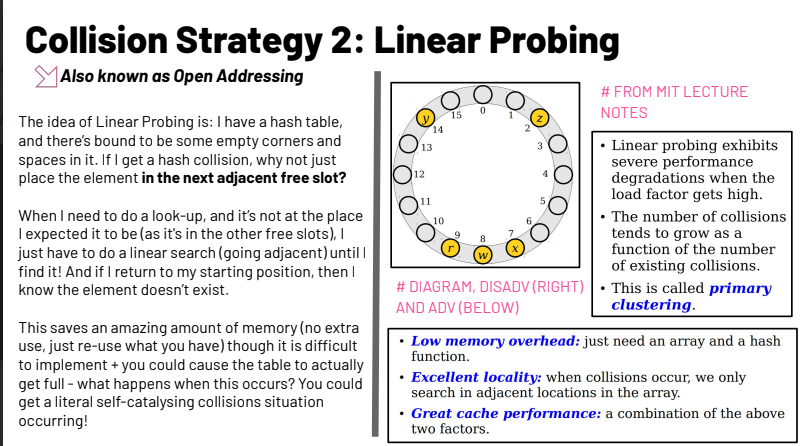 Collision Strategy 2: Linear Probing
Also known as Open Addressing
The idea of Linear Probing is: I have a hash table,
and there's bound to be some empty corners and
spaces in it. If I get a hash collision, why not just
place the element in the next adjacent free slot?
When I need to do a look-up, and it's not at the place
I expected it to be (as it's in the other free slots), I
just have to do a linear search (going adjacent) until I
find it! And if I return to my starting position, then I
know the element doesn't exist.
This saves an amazing amount of memory (no extra
use, just re-use what you have) though it is difficult
to implement + you could cause the table to actually
get full - what happens when this occurs? You could
get a literal self-catalysing collisions situation
occurring!
y
z
15
0
1
14
2
13
3
12
4
11
5
10
6
9
8
7
r
w
x
# FROM MIT LECTURE
NOTES
• Linear probing exhibits
severe performance
degradations when the
load factor gets high.
• The number of collisions
tends to grow as a
function of the number
of existing collisions.
• This is called primary
clustering.
# DIAGRAM, DISADV (RIGHT)
AND ADV (BELOW)
• Low memory overhead: just need an array and a hash
function.
• Excellent locality: when collisions occur, we only
search in adjacent locations in the array.
• Great cache performance: a combination of the above
two factors.